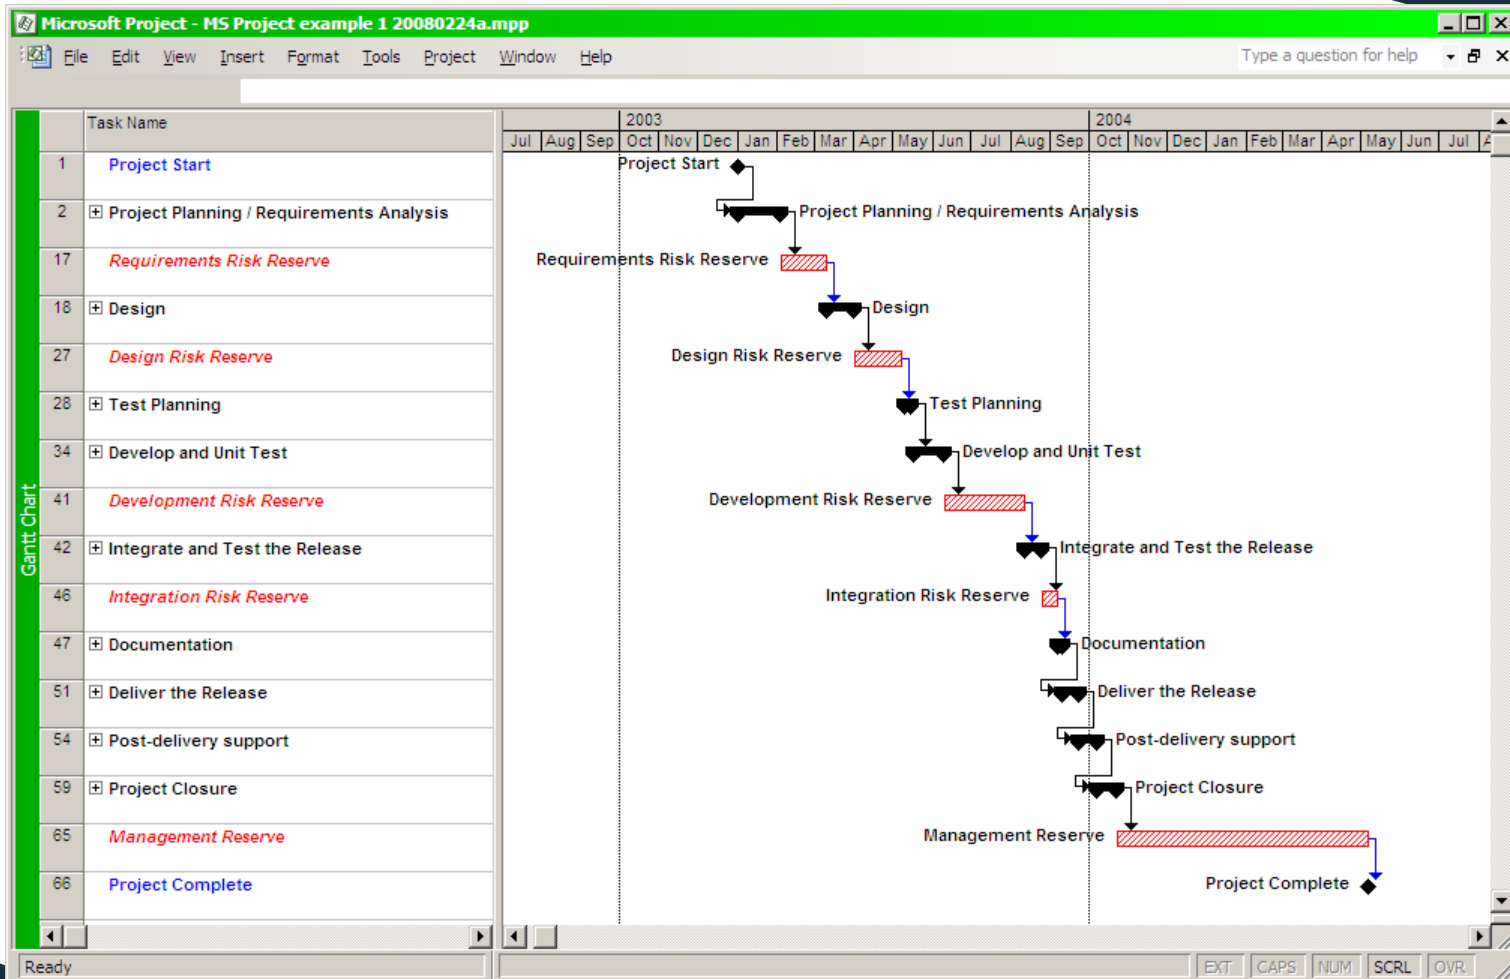 Microsoft Project - MS Project example 1 20080224a.mpp
File Edit View Insert Format Tools Project Window Help Type a question for help
Task Name 2003 2004
Jul Aug Sep Oct Nov Dec Jan Feb Mar Apr May Jun Jul Aug Sep Oct Nov Dec Jan Feb Mar Apr May Jun Jul
1 Project Start Project Start
2 Project Planning / Requirements Analysis Project Planning / Requirements Analysis
17 Requirements Risk Reserve Requirements Risk Reserve
18 Design Design
27 Design Risk Reserve Design Risk Reserve
28 Test Planning Test Planning
34 Develop and Unit Test Develop and Unit Test
41 Development Risk Reserve Development Risk Reserve
42 Integrate and Test the Release Integrate and Test the Release
46 Integration Risk Reserve Integration Risk Reserve
47 Documentation Documentation
51 Deliver the Release Deliver the Release
54 Post-delivery support Post-delivery support
59 Project Closure Project Closure
65 Management Reserve Management Reserve
66 Project Complete Project Complete
Gantt Chart
Ready EXT CAPS NUM SCRL OVR